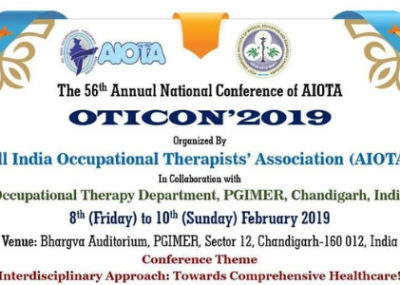 AIOTA
The 56th Annual National Conference of AIOTA
OTICON'2019
Organized By
ll India Occupational Therapists' Association (AIOTA
In Collaboration with
Occupational Therapy Department, PGIMER, Chandigarh, Indi
8th (Friday) to 10th (Sunday) February 2019
Venue: Bhargva Auditorium, PGIMER, Sector 12, Chandigarh-160 012, India
Conference Theme
Interdisciplinary Approach: Towards Comprehensive Healthcare!